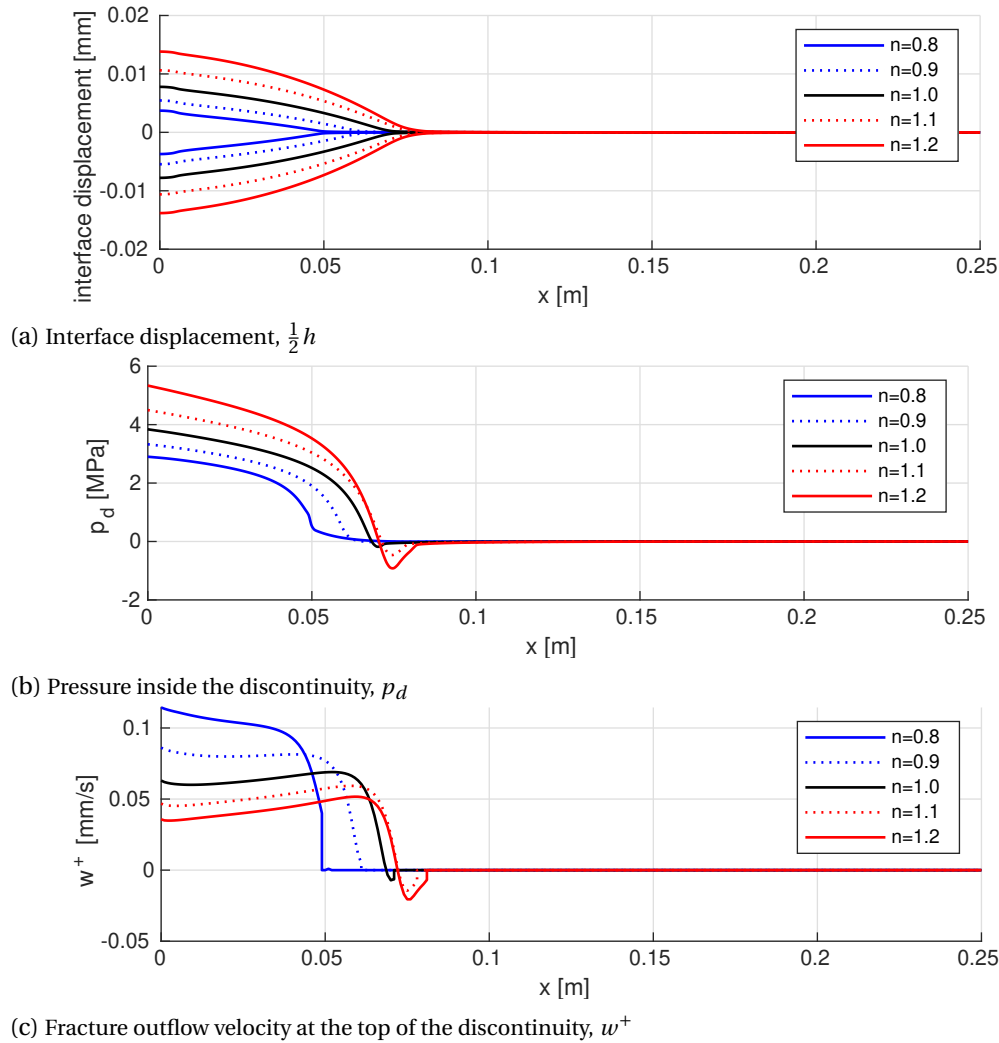 0.02
0.01
0
-0.01
-0.02
interface displacement [mm]
0 0.05 0.1 0.15 0.2 0.25
x [m]
n=0.8
n=0.9
n=1.0
n=1.1
n=1.2
(a) Interface displacement, ½h
6
4
2
0
-2
p_d [MPa]
0 0.05 0.1 0.15 0.2 0.25
x [m]
n=0.8
n=0.9
n=1.0
n=1.1
n=1.2
(b) Pressure inside the discontinuity, p_d
0.1
0.05
0
-0.05
w⁺ [mm/s]
0 0.05 0.1 0.15 0.2 0.25
x [m]
n=0.8
n=0.9
n=1.0
n=1.1
n=1.2
(c) Fracture outflow velocity at the top of the discontinuity, w⁺